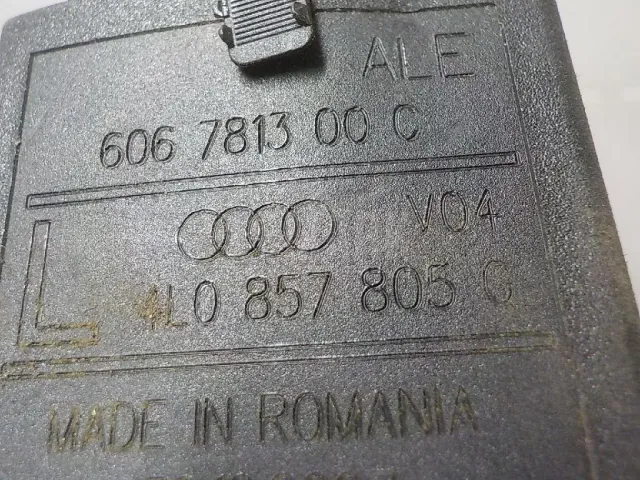 ALE
606 7813 00 C
V04
L
4L0 857 805 G
MADE IN ROMANIA